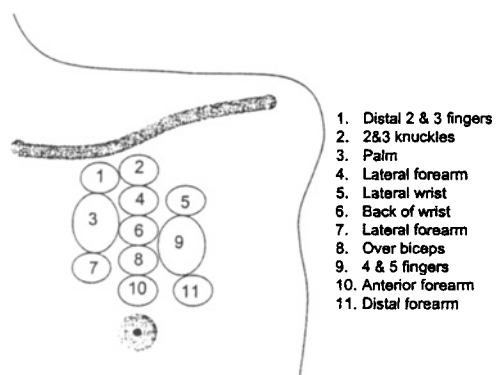 1
2
3
4
5
6
7
8
9
10
11
1. Distal 2 & 3 fingers
2. 2&3 knuckles
3. Palm
4. Lateral forearm
5. Lateral wrist
6. Back of wrist
7. Lateral forearm
8. Over biceps
9. 4 & 5 fingers
10. Anterior forearm
11. Distal forearm